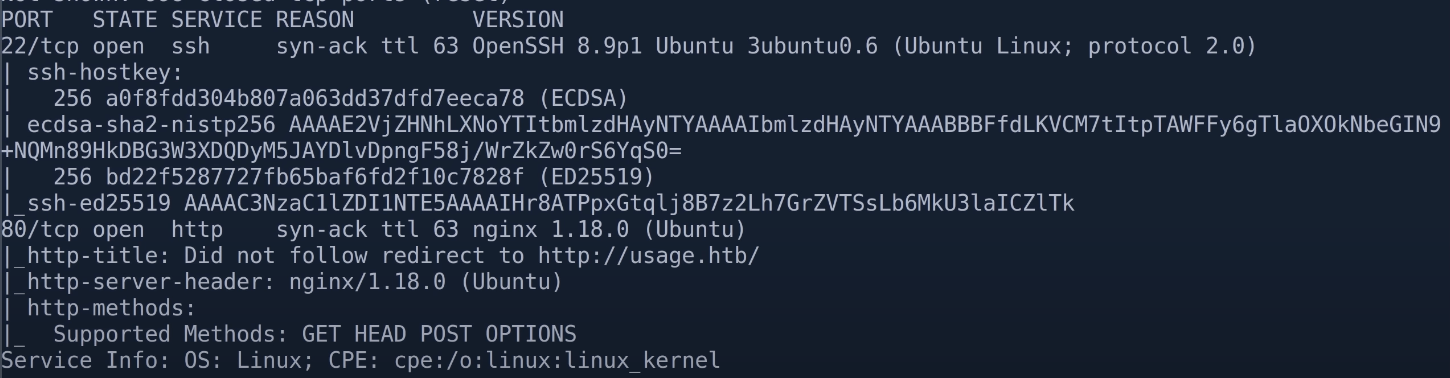 PORT   STATE SERVICE REASON         VERSION
22/tcp open  ssh     syn-ack ttl 63 OpenSSH 8.9p1 Ubuntu 3ubuntu0.6 (Ubuntu Linux; protocol 2.0)
| ssh-hostkey:
|   256 a0f8fdd304b807a063dd37dfd7eeca78 (ECDSA)
| ecdsa-sha2-nistp256 AAAAE2VjZHNhLXNoYTItbmlzdHAyNTYAAAAIbmlzdHAyNTYAAABBBFfdLKVCM7tItpTAWFFy6gTlaOXOkNbeGIN9
+NQMn89HkDBG3W3XDQDyM5JAYDlvDpngF58j/WrZkZw0rS6YqS0=
|   256 bd22f5287727fb65baf6fd2f10c7828f (ED25519)
|_ssh-ed25519 AAAAC3NzaC1lZDI1NTE5AAAAIHr8ATPpxGtqlj8B7z2Lh7GrZVTSsLb6MkU3laICZlTk
80/tcp open  http    syn-ack ttl 63 nginx 1.18.0 (Ubuntu)
|_http-title: Did not follow redirect to http://usage.htb/
|_http-server-header: nginx/1.18.0 (Ubuntu)
| http-methods:
|_  Supported Methods: GET HEAD POST OPTIONS
Service Info: OS: Linux; CPE: cpe:/o:linux:linux_kernel